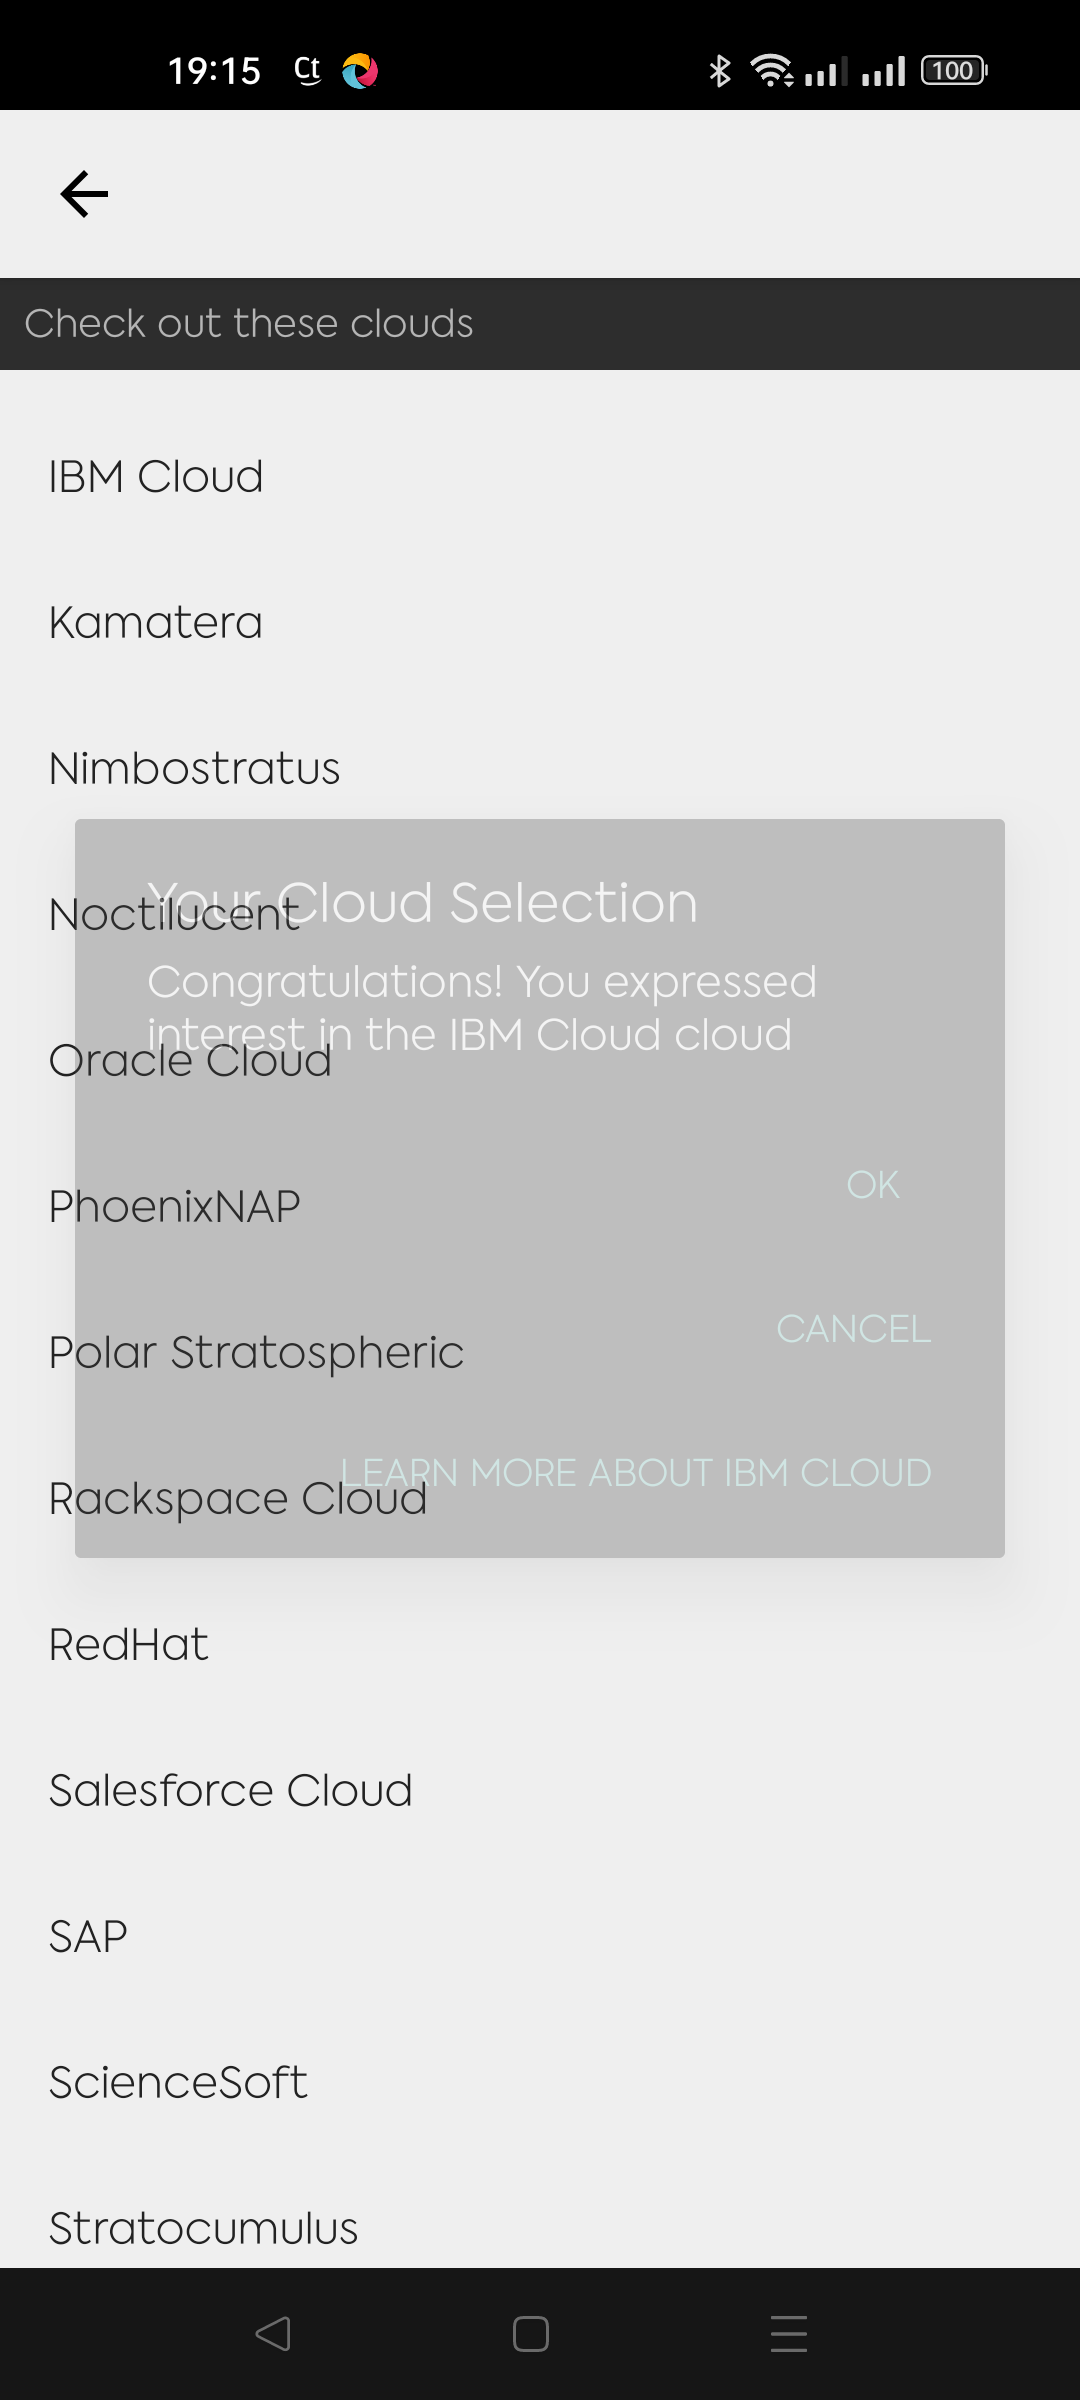 19:15 Ct 100
Check out these clouds
IBM Cloud
Kamatera
Nimbostratus
Your Cloud Selection
Noctilucent
Congratulations! You expressed
interest in the IBM Cloud cloud
Oracle Cloud
OK
PhoenixNAP
CANCEL
Polar Stratospheric
LEARN MORE ABOUT IBM CLOUD
Rackspace Cloud
RedHat
Salesforce Cloud
SAP
ScienceSoft
Stratocumulus